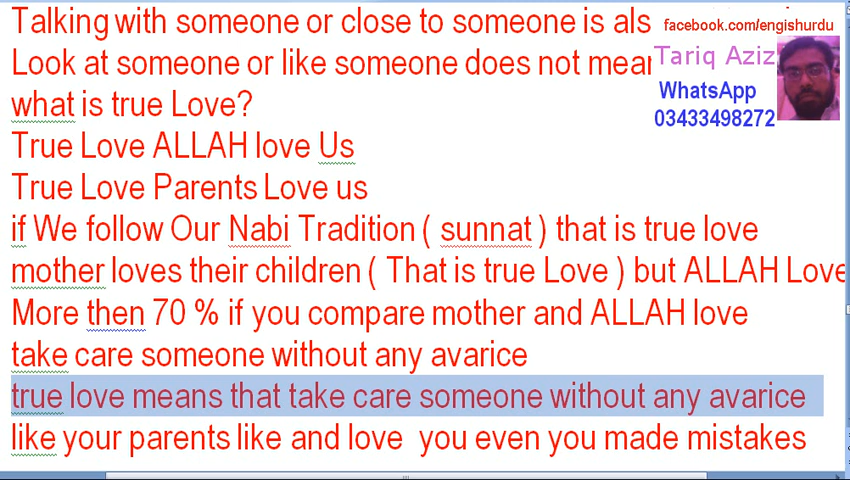 Talking with someone or close to someone is
facebook.com/engishurdu
Look at someone or like someone does not
Tariq Aziz
WhatsApp
03433498272
what is true Love?
True Love ALLAH love Us
True Love Parents Love us
if We follow Our Nabi Tradition ( sunnat ) that is true love
mother loves their children ( That is true Love ) but ALLAH Love
More then 70 % if you compare mother and ALLAH love
take care someone without any avarice
true love means that take care someone without any avarice
like your parents like and love you even you made mistakes